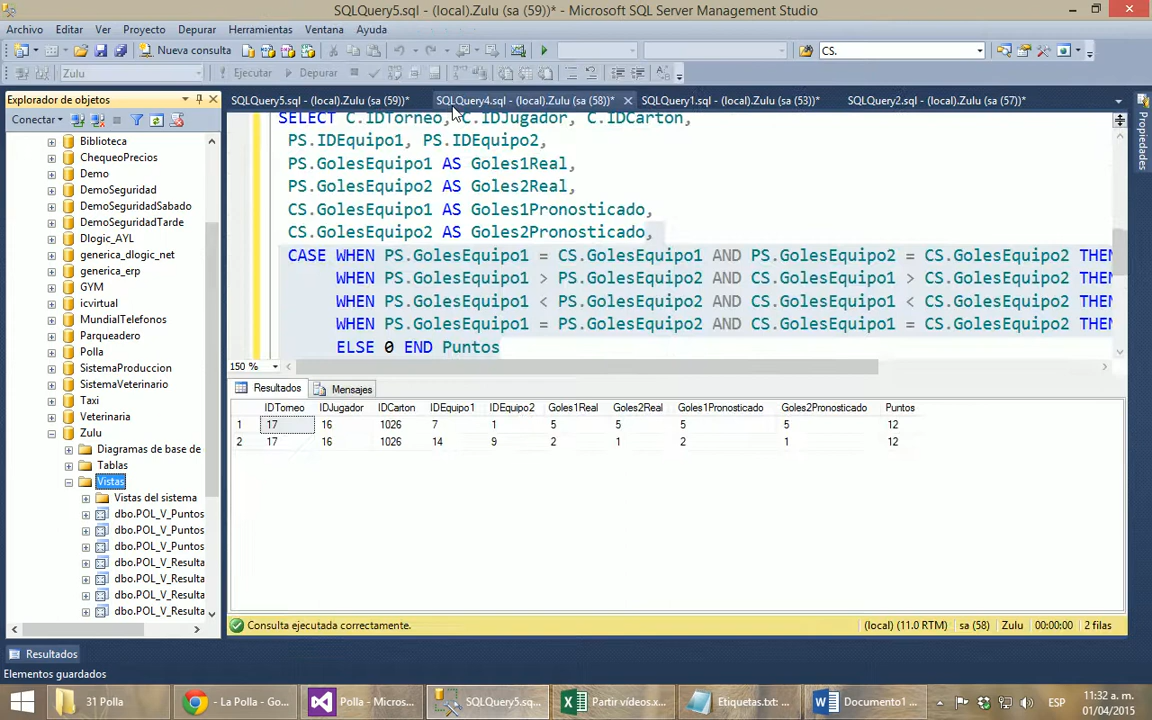 SQLQuery5.sql - (local).Zulu (sa (59))* - Microsoft SQL Server Management Studio
Archivo Editar Ver Proyecto Depurar Herramientas Ventana Ayuda
Nueva consulta CS.
Zulu Ejecutar Depurar
Explorador de objetos
SQLQuery5.sql - (local).Zulu (sa (59))* SQLQuery4.sql - (local).Zulu (sa (58))* SQLQuery1.sql - (local).Zulu (sa (53))* SQLQuery2.sql - (local).Zulu (sa (57))*
Propiedades
Conectar
Biblioteca
ChequeoPrecios
Demo
DemoSeguridad
DemoSeguridadSabado
DemoSeguridadTarde
Dlogic_AYL
generica_dlogic_net
generica_erp
GYM
icvirtual
MundialTelefonos
Parqueadero
Polla
SistemaProduccion
SistemaVeterinario
Taxi
Veterinaria
Zulu
Diagramas de base de
Tablas
Vistas
Vistas del sistema
dbo.POL_V_Puntos
dbo.POL_V_Puntos
dbo.POL_V_Puntos
dbo.POL_V_Resulta
dbo.POL_V_Resulta
dbo.POL_V_Resulta
dbo.POL_V_Resulta
SELECT C.IDTorneo, C.IDJugador, C.IDCarton,
PS.IDEquipo1, PS.IDEquipo2,
PS.GolesEquipo1 AS Goles1Real,
PS.GolesEquipo2 AS Goles2Real,
CS.GolesEquipo1 AS Goles1Pronosticado,
CS.GolesEquipo2 AS Goles2Pronosticado,
CASE WHEN PS.GolesEquipo1 = CS.GolesEquipo1 AND PS.GolesEquipo2 = CS.GolesEquipo2 THEN
WHEN PS.GolesEquipo1 > PS.GolesEquipo2 AND CS.GolesEquipo1 > CS.GolesEquipo2 THEN
WHEN PS.GolesEquipo1 < PS.GolesEquipo2 AND CS.GolesEquipo1 < CS.GolesEquipo2 THEN
WHEN PS.GolesEquipo1 = PS.GolesEquipo2 AND CS.GolesEquipo1 = CS.GolesEquipo2 THEN
ELSE 0 END Puntos
150 %
Resultados Mensajes
IDTorneo IDJugador IDCarton IDEquipo1 IDEquipo2 Goles1Real Goles2Real Goles1Pronosticado Goles2Pronosticado Puntos
1 17 16 1026 7 1 5 5 5 5 12
2 17 16 1026 14 9 2 1 2 1 12
Consulta ejecutada correctamente. (local) (11.0 RTM) sa (58) Zulu 00:00:00 2 filas
Resultados
Elementos guardados
31 Polla - La Polla - Go... Polla - Micros... SQLQuery5.sq... Partir vídeos.x... Etiquetas.txt: ... Documento1 ... ESP 11:32 a. m.
01/04/2015